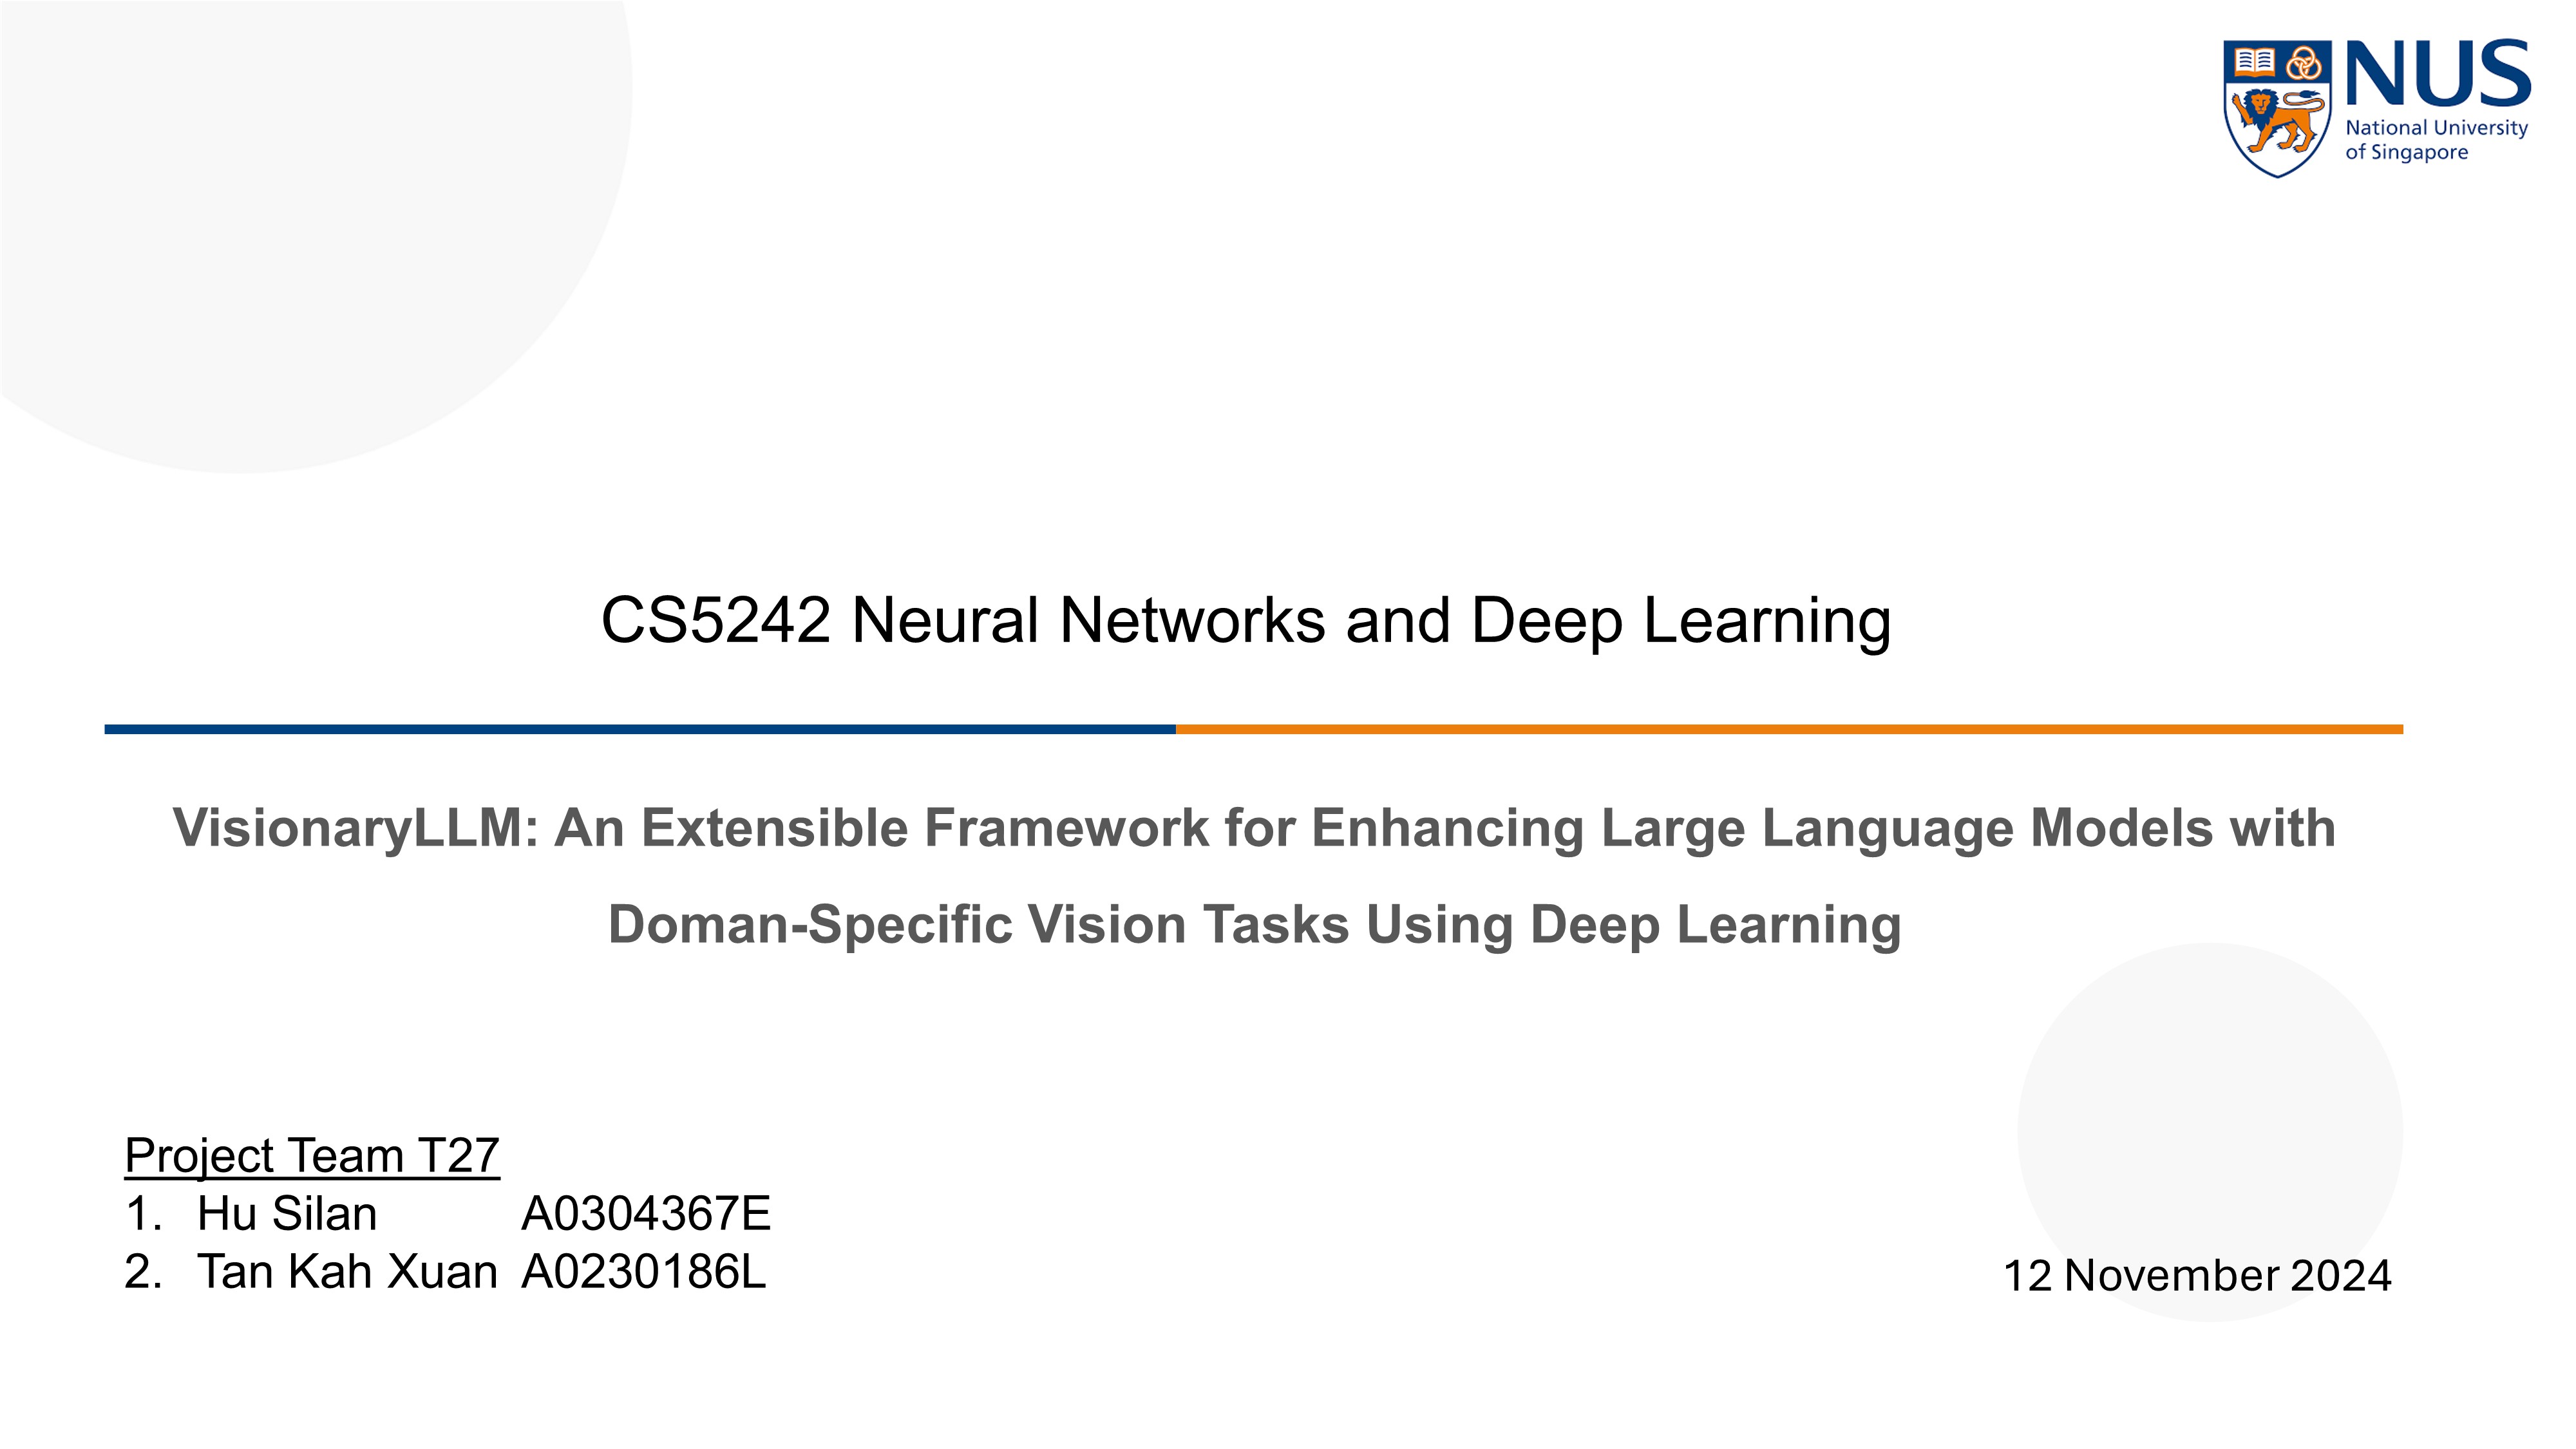 NUS
National University
of Singapore
CS5242 Neural Networks and Deep Learning
VisionaryLLM: An Extensible Framework for Enhancing Large Language Models with
Doman-Specific Vision Tasks Using Deep Learning
Project Team T27
1. Hu Silan A0304367E
2. Tan Kah Xuan A0230186L
12 November 2024